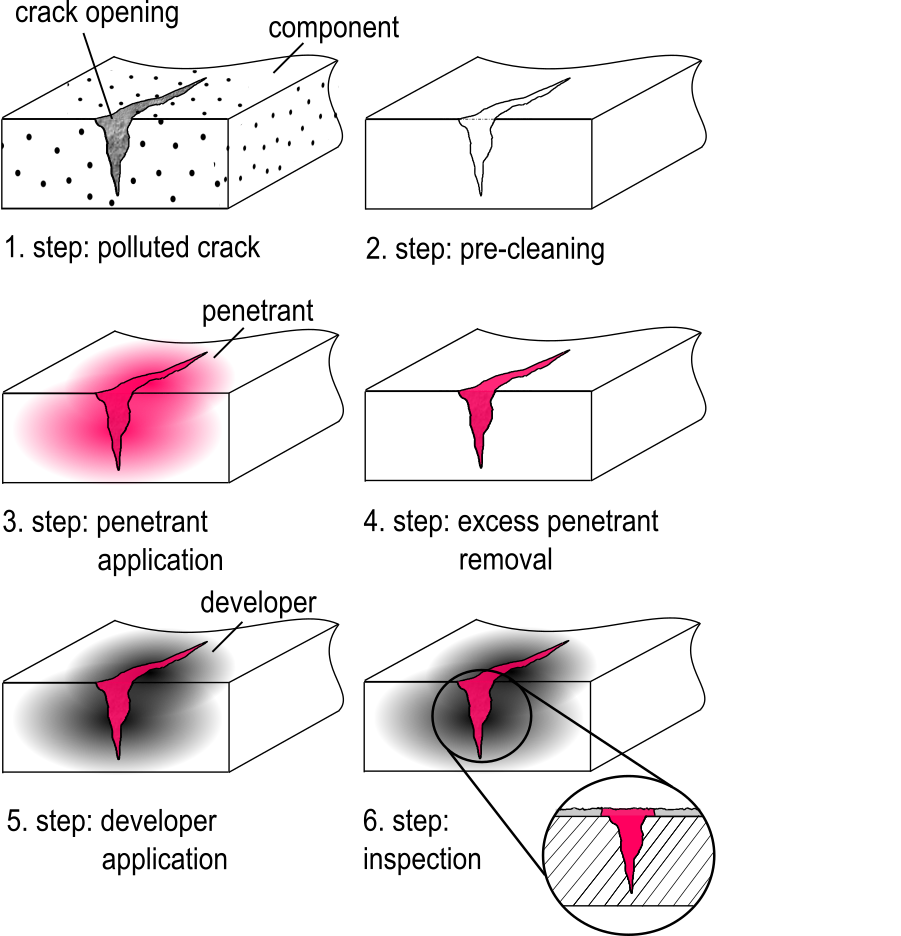 crack opening
component
1. step: polluted crack
2. step: pre-cleaning
penetrant
3. step: penetrant
application
4. step: excess penetrant
removal
developer
5. step: developer
application
6. step:
inspection